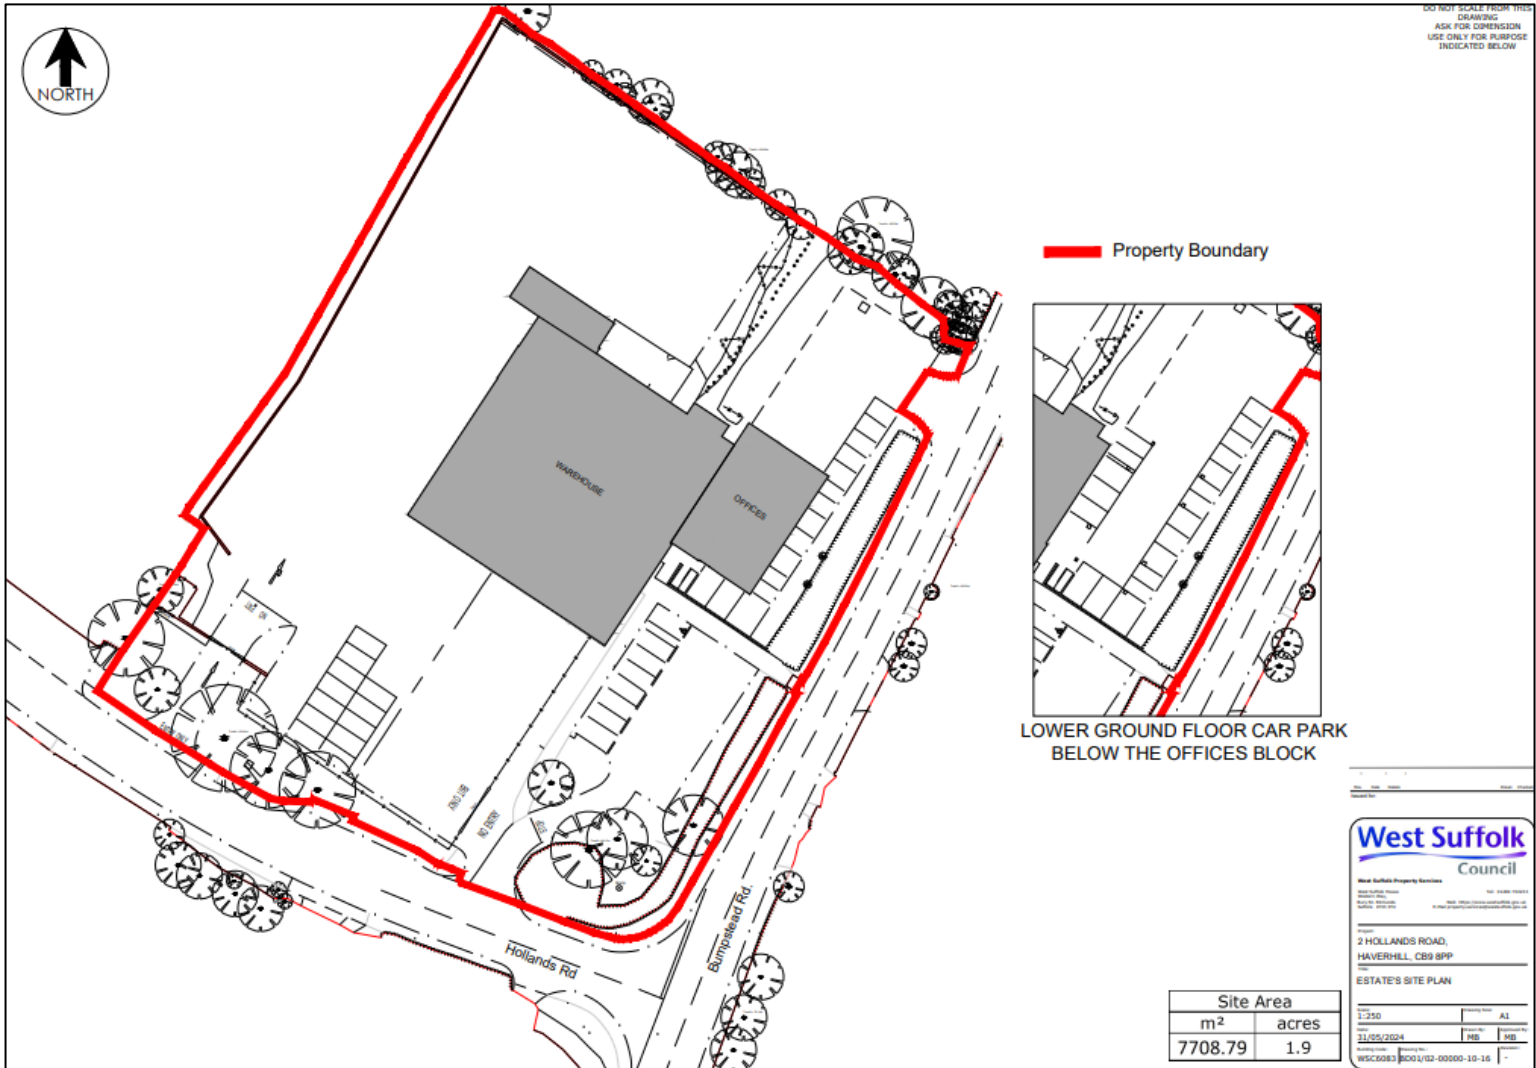 DO NOT SCALE FROM THIS
DRAWING
ASK FOR DIMENSION
USE ONLY FOR PURPOSE
INDICATED BELOW
NORTH
Property Boundary
WAREHOUSE
OFFICES
LOWER GROUND FLOOR CAR PARK
BELOW THE OFFICES BLOCK
NO ENTRY
Hollands Rd
Bumpstead Rd.
Site Area
m² acres
7708.79 1.9
West Suffolk
Council
West Suffolk Property Services
2 HOLLANDS ROAD,
HAVERHILL, CB9 8PP
ESTATE'S SITE PLAN
1:250 A1
31/05/2024 MB MB
WSC6083 BD01/02-00000-10-16 -